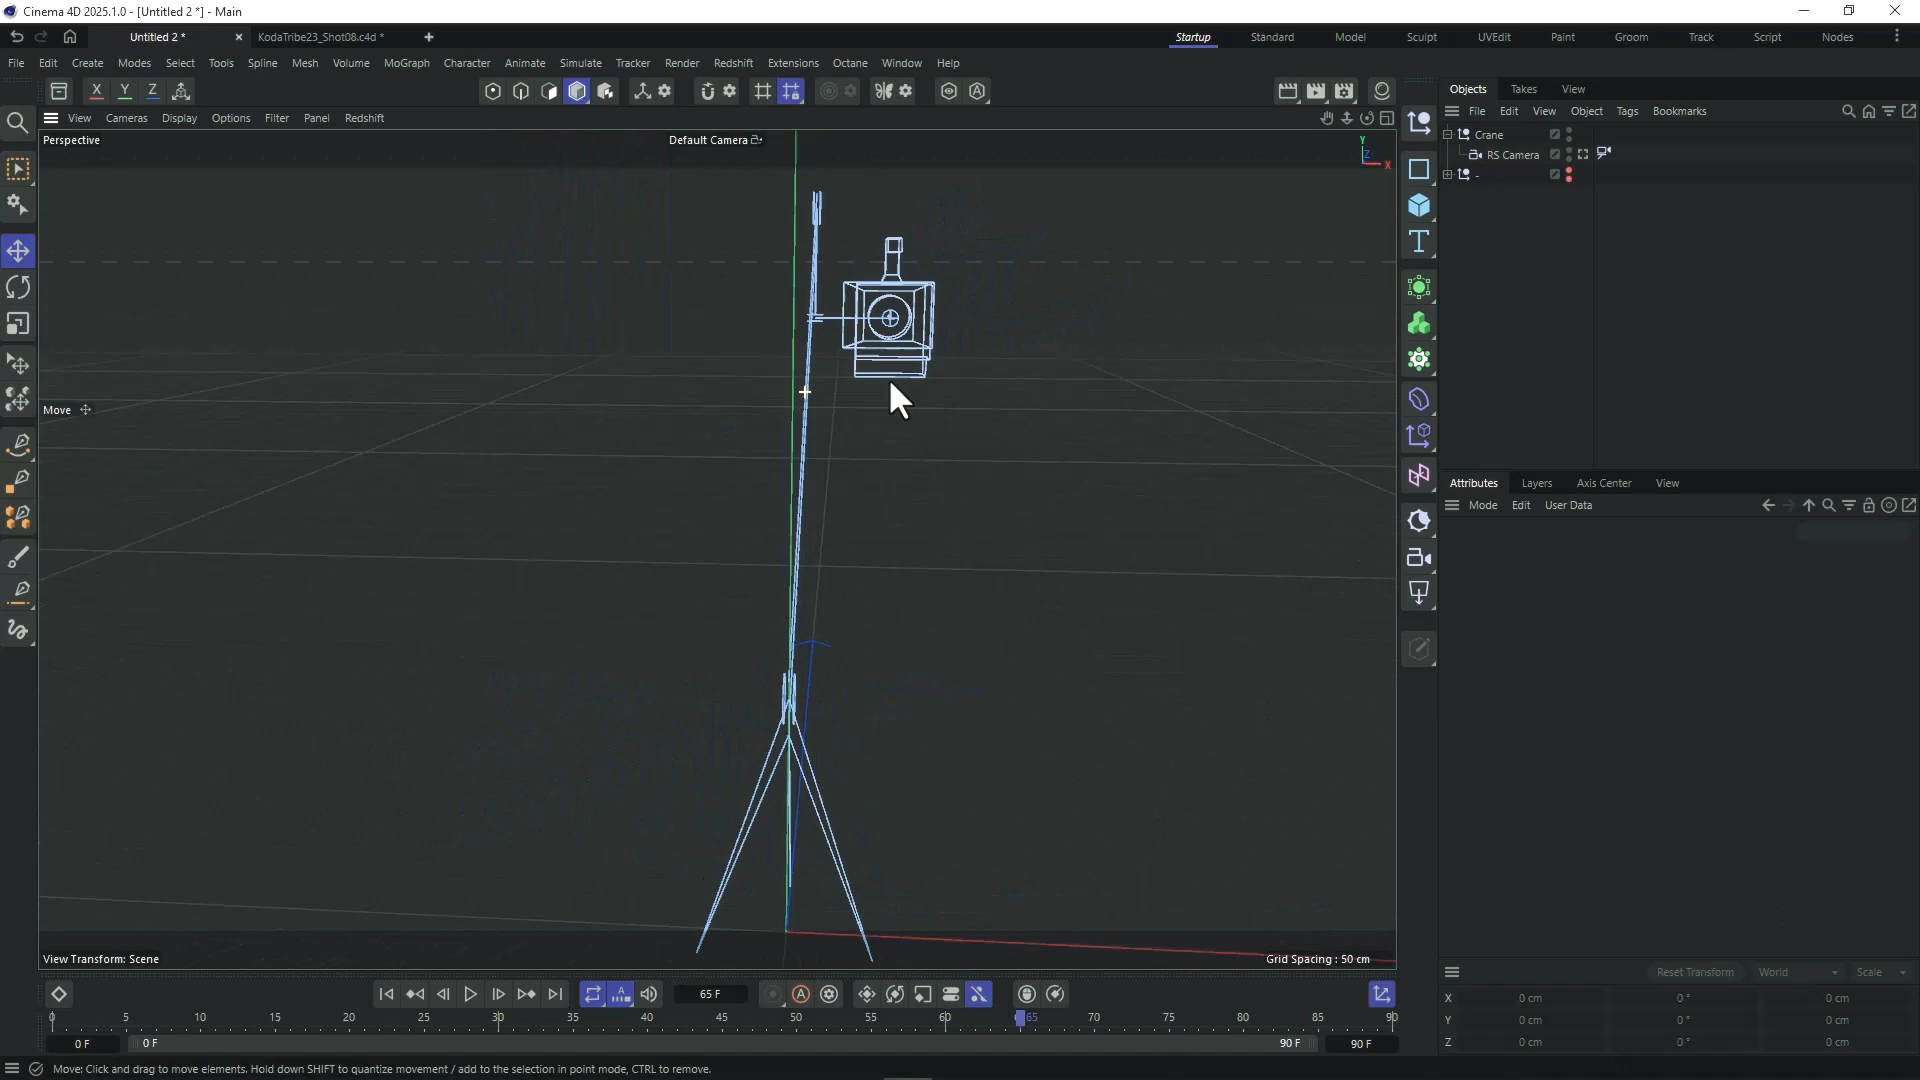 Cinema 4D 2025.1.0 - [Untitled 2 *] - Main
Untitled 2 *
KodaTribe23_Shot08.c4d *
Startup
Standard
Model
Sculpt
UVEdit
Paint
Groom
Track
Script
Nodes
File Edit Create Modes Select Tools Spline Mesh Volume MoGraph Character Animate Simulate Tracker Render Redshift Extensions Octane Window Help
X Y Z
Objects Takes View
File Edit View Object Tags Bookmarks
View Cameras Display Options Filter Panel Redshift
Perspective
Default Camera
Y
Z
X
Crane
RS Camera
-
Move
Attributes Layers Axis Center View
Mode Edit User Data
View Transform: Scene
Grid Spacing : 50 cm
Reset Transform World Scale
65 F
X 0 cm 0 ° 0 cm
Y 0 cm 0 ° 0 cm
Z 0 cm 0 ° 0 cm
0 5 10 15 20 25 30 35 40 45 50 55 60 65 70 75 80 85 90
0 F 0 F 90 F 90 F
Move: Click and drag to move elements. Hold down SHIFT to quantize movement / add to the selection in point mode, CTRL to remove.